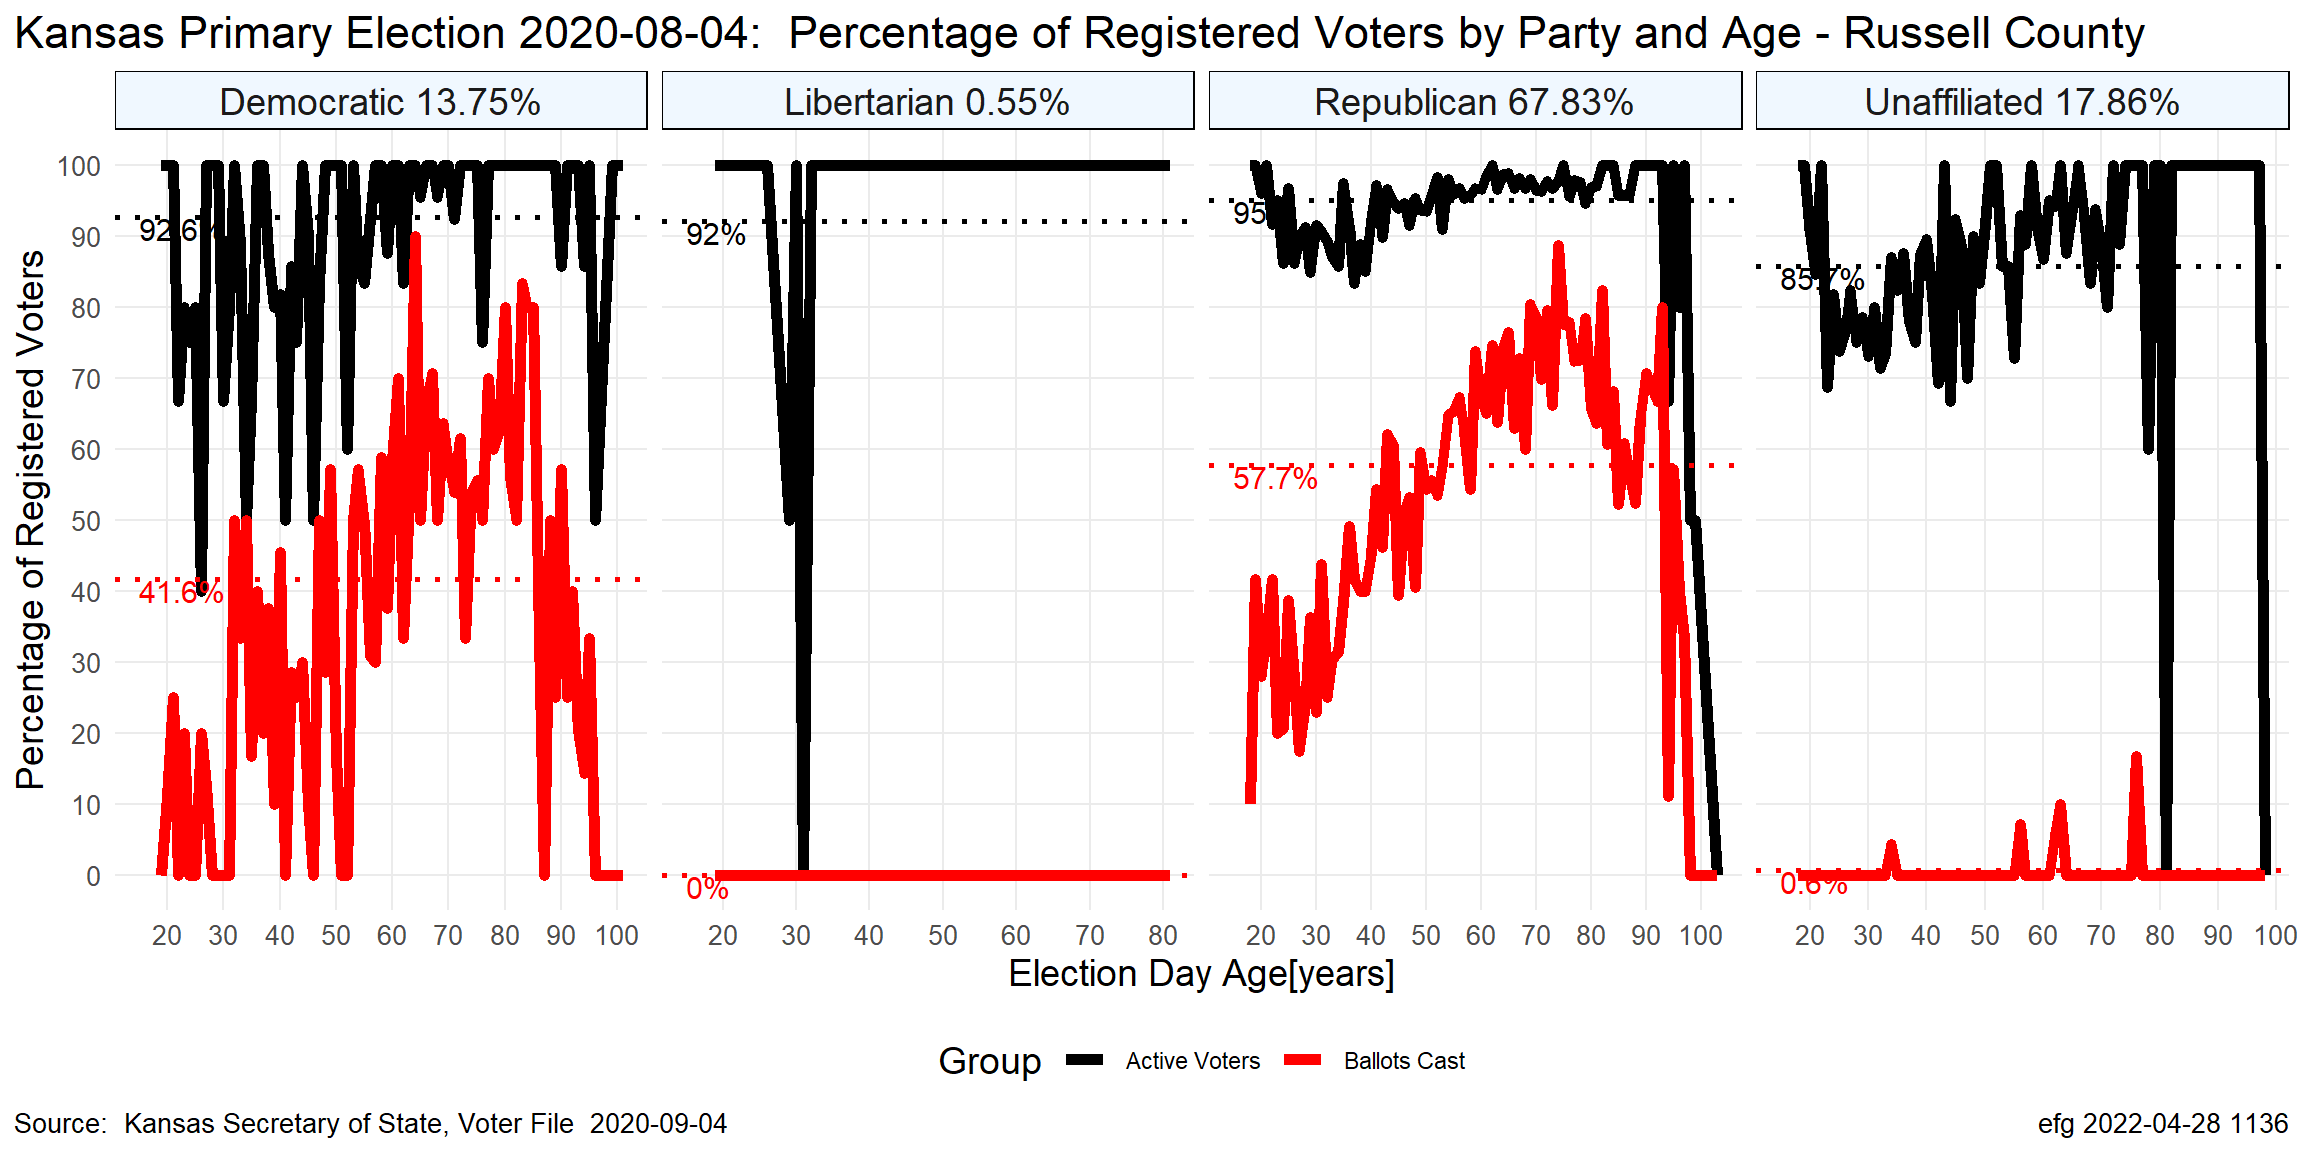 Kansas Primary Election 2020-08-04:  Percentage of Registered Voters by Party and Age - Russell County
Democratic 13.75%
Libertarian 0.55%
Republican 67.83%
Unaffiliated 17.86%
Percentage of Registered Voters
100
90
80
70
60
50
40
30
20
10
0
92.6%
41.6%
92%
0%
95
57.7%
85.7%
0.6%
20 30 40 50 60 70 80 90 100
20 30 40 50 60 70 80
20 30 40 50 60 70 80 90 100
20 30 40 50 60 70 80 90 100
Election Day Age[years]
Group Active Voters Ballots Cast
Source:  Kansas Secretary of State, Voter File  2020-09-04
efg 2022-04-28 1136